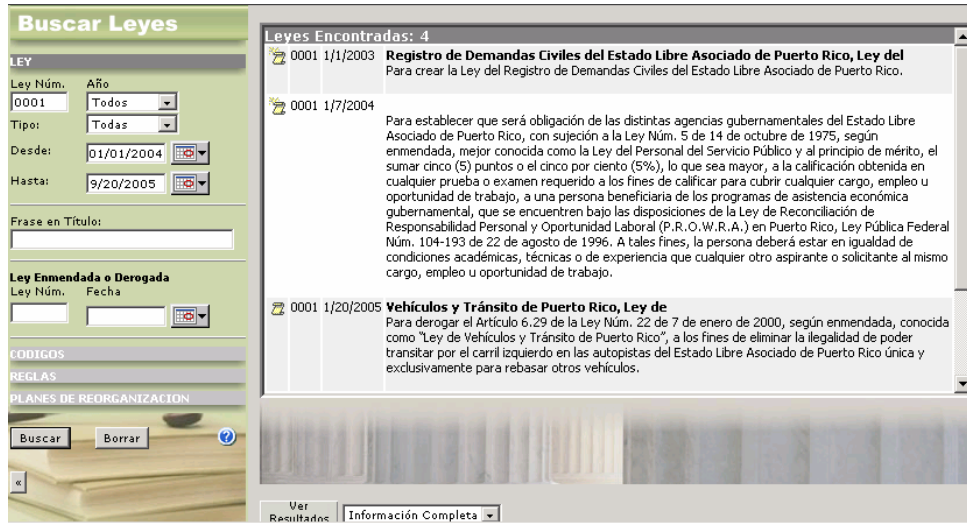 Buscar Leyes
LEY
Ley Núm. Año
0001 Todos
Tipo: Todas
Desde: 01/01/2004
Hasta: 9/20/2005
Frase en Título:
Ley Enmendada o Derogada
Ley Núm. Fecha
CODIGOS
REGLAS
PLANES DE REORGANIZACION
Buscar Borrar ?
«
Leyes Encontradas: 4
0001 1/1/2003 Registro de Demandas Civiles del Estado Libre Asociado de Puerto Rico, Ley del
Para crear la Ley del Registro de Demandas Civiles del Estado Libre Asociado de Puerto Rico.
0001 1/7/2004
Para establecer que será obligación de las distintas agencias gubernamentales del Estado Libre
Asociado de Puerto Rico, con sujeción a la Ley Núm. 5 de 14 de octubre de 1975, según
enmendada, mejor conocida como la Ley del Personal del Servicio Público y al principio de mérito, el
sumar cinco (5) puntos o el cinco por ciento (5%), lo que sea mayor, a la calificación obtenida en
cualquier prueba o examen requerido a los fines de calificar para cubrir cualquier cargo, empleo u
oportunidad de trabajo, a una persona beneficiaria de los programas de asistencia económica
gubernamental, que se encuentren bajo las disposiciones de la Ley de Reconciliación de
Responsabilidad Personal y Oportunidad Laboral (P.R.O.W.R.A.) en Puerto Rico, Ley Pública Federal
Núm. 104-193 de 22 de agosto de 1996. A tales fines, la persona deberá estar en igualdad de
condiciones académicas, técnicas o de experiencia que cualquier otro aspirante o solicitante al mismo
cargo, empleo u oportunidad de trabajo.
0001 1/20/2005 Vehículos y Tránsito de Puerto Rico, Ley de
Para derogar el Artículo 6.29 de la Ley Núm. 22 de 7 de enero de 2000, según enmendada, conocida
como "Ley de Vehículos y Tránsito de Puerto Rico", a los fines de eliminar la ilegalidad de poder
transitar por el carril izquierdo en las autopistas del Estado Libre Asociado de Puerto Rico única y
exclusivamente para rebasar otros vehículos.
Ver
Resultados Información Completa